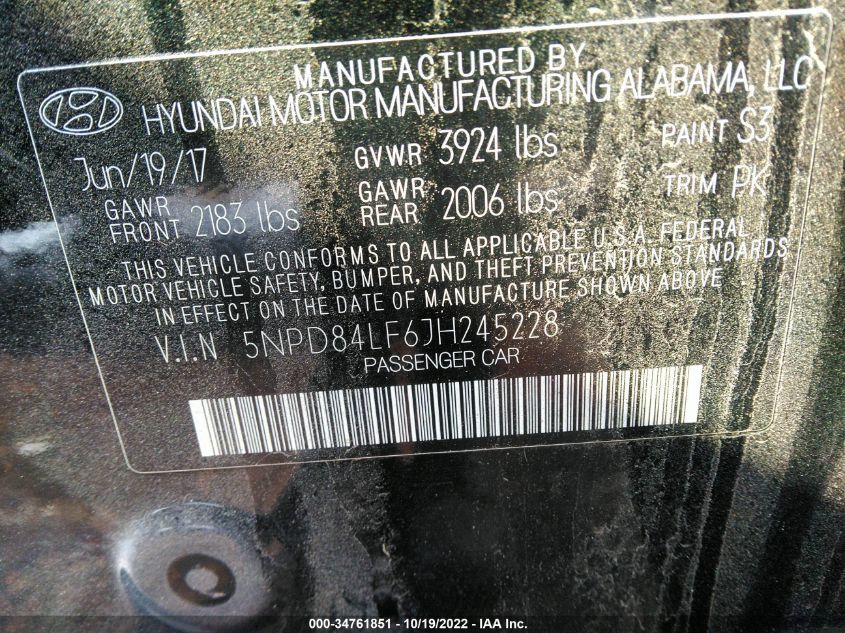 MANUFACTURED BY
HYUNDAI MOTOR MANUFACTURING ALABAMA, LLC
Jun/19/17 GVWR 3924 lbs PAINT S3
GAWR FRONT 2183 lbs GAWR REAR 2006 lbs TRIM PK
THIS VEHICLE CONFORMS TO ALL APPLICABLE U.S.A. FEDERAL
MOTOR VEHICLE SAFETY, BUMPER, AND THEFT PREVENTION STANDARDS
IN EFFECT ON THE DATE OF MANUFACTURE SHOWN ABOVE
V.I.N 5NPD84LF6JH245228
PASSENGER CAR
000-34761851 - 10/19/2022 - IAA Inc.